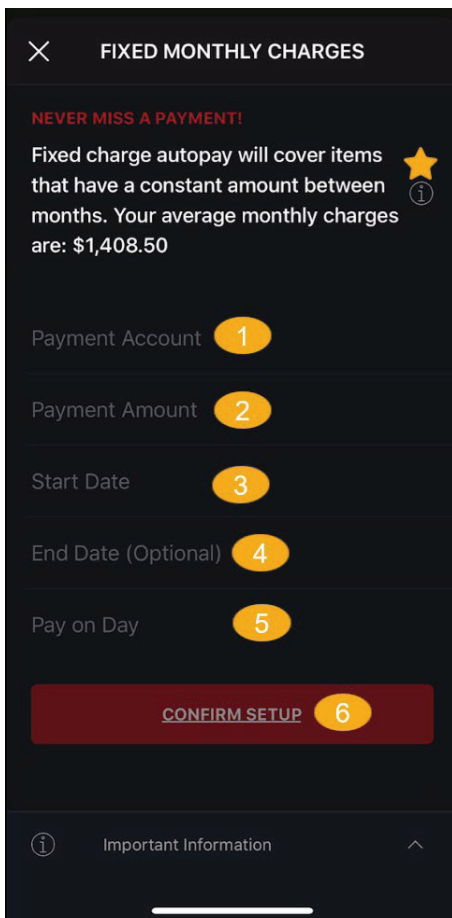 FIXED MONTHLY CHARGES
NEVER MISS A PAYMENT!
Fixed charge autopay will cover items
that have a constant amount between
months. Your average monthly charges
are: $1,408.50
Payment Account 1
Payment Amount 2
Start Date 3
End Date (Optional) 4
Pay on Day 5
CONFIRM SETUP 6
Important Information